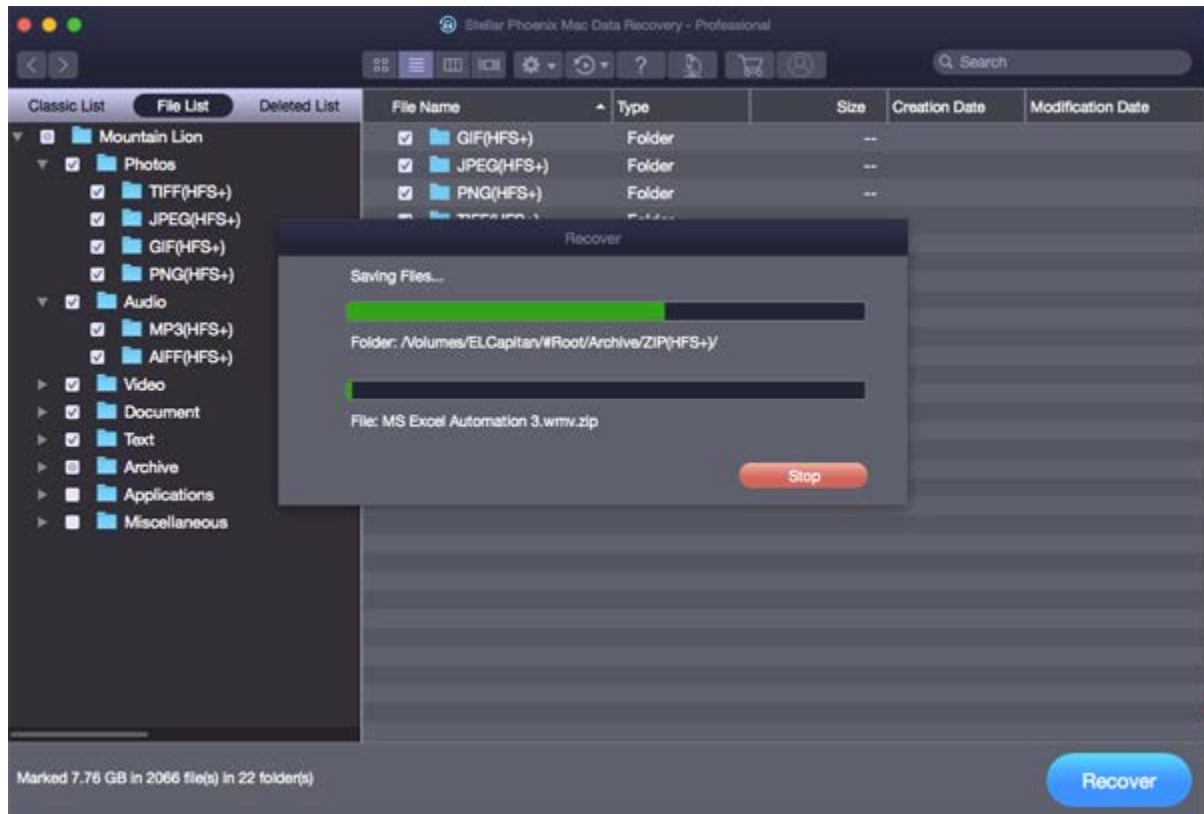 Stellar Phoenix Mac Data Recovery - Professional
Search
Classic List File List Deleted List
File Name Type Size Creation Date Modification Date
Mountain Lion
Photos
TIFF(HFS+)
JPEG(HFS+)
GIF(HFS+)
PNG(HFS+)
Audio
MP3(HFS+)
AIFF(HFS+)
Video
Document
Text
Archive
Applications
Miscellaneous
GIF(HFS+) Folder --
JPEG(HFS+) Folder --
PNG(HFS+) Folder --
Recover
Saving Files...
Folder: /Volumes/ELCapitan/#Root/Archive/ZIP(HFS+)/
File: MS Excel Automation 3.wmv.zip
Stop
Marked 7.76 GB in 2066 file(s) in 22 folder(s)
Recover